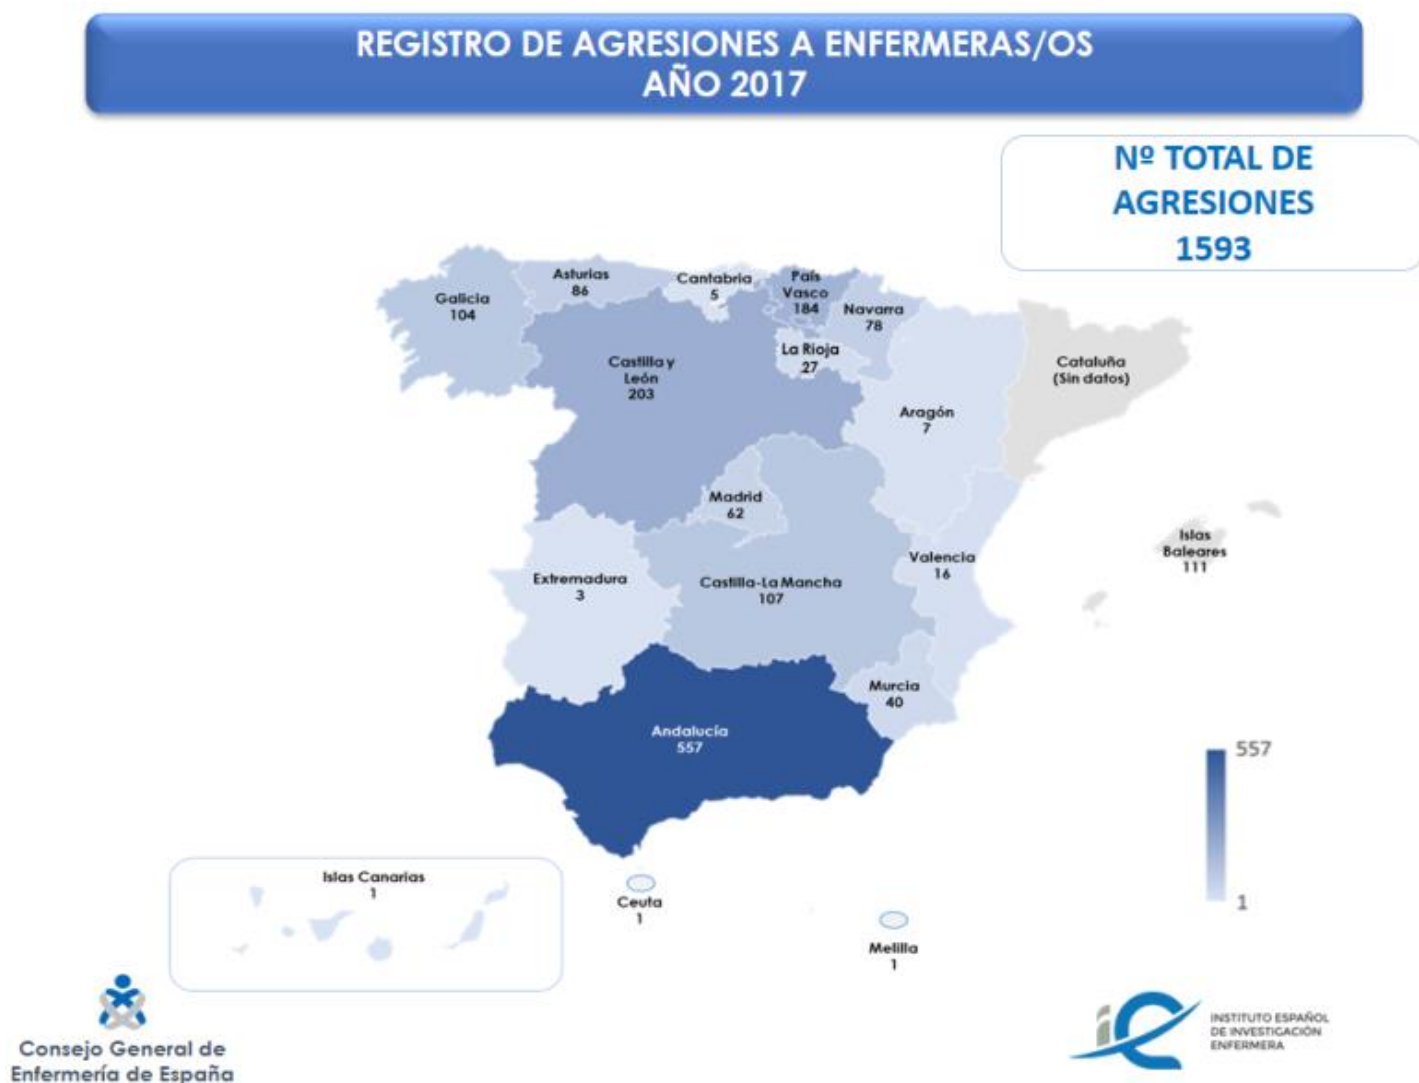 REGISTRO DE AGRESIONES A ENFERMERAS/OS
AÑO 2017
Nº TOTAL DE
AGRESIONES
1593
Galicia
104
Asturias
86
Cantabria
5
País
Vasco
184
Navarra
78
La Rioja
27
Castilla y
León
203
Aragón
7
Cataluña
(Sin datos)
Madrid
62
Islas
Baleares
111
Valencia
16
Extremadura
3
Castilla-La Mancha
107
Murcia
40
Andalucía
557
557
1
Islas Canarias
1
Ceuta
1
Melilla
1
Consejo General de
Enfermería de España
iC
INSTITUTO ESPAÑOL
DE INVESTIGACIÓN
ENFERMERA